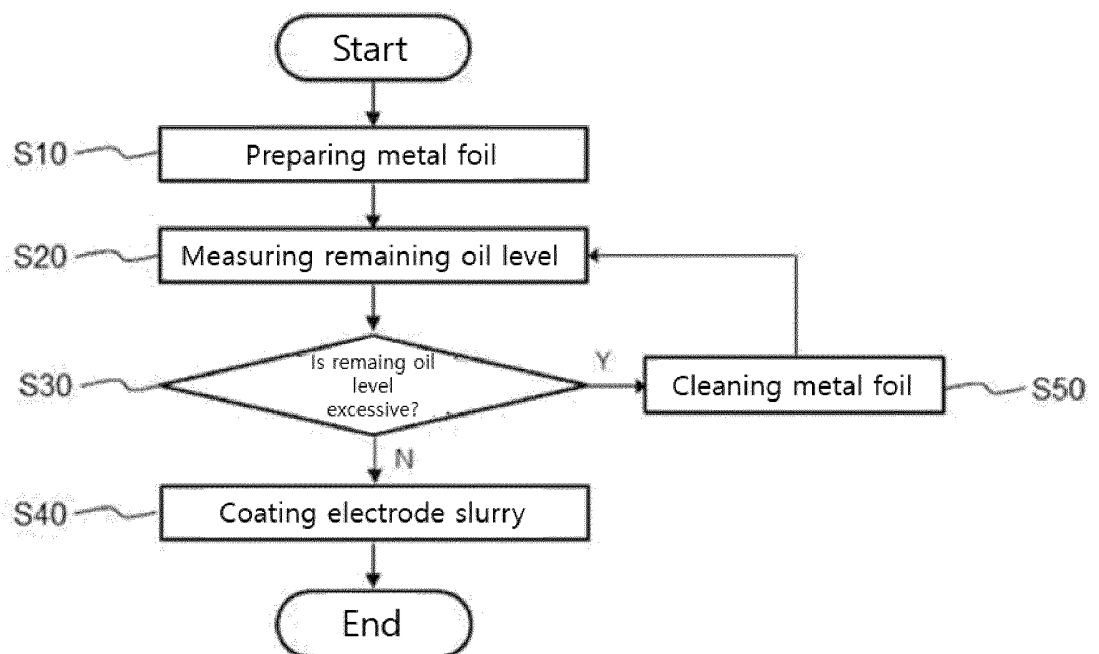 Start
S10
Preparing metal foil
S20
Measuring remaining oil level
S30
Is remaing oil
level
excessive?
Y
Cleaning metal foil
S50
N
S40
Coating electrode slurry
End